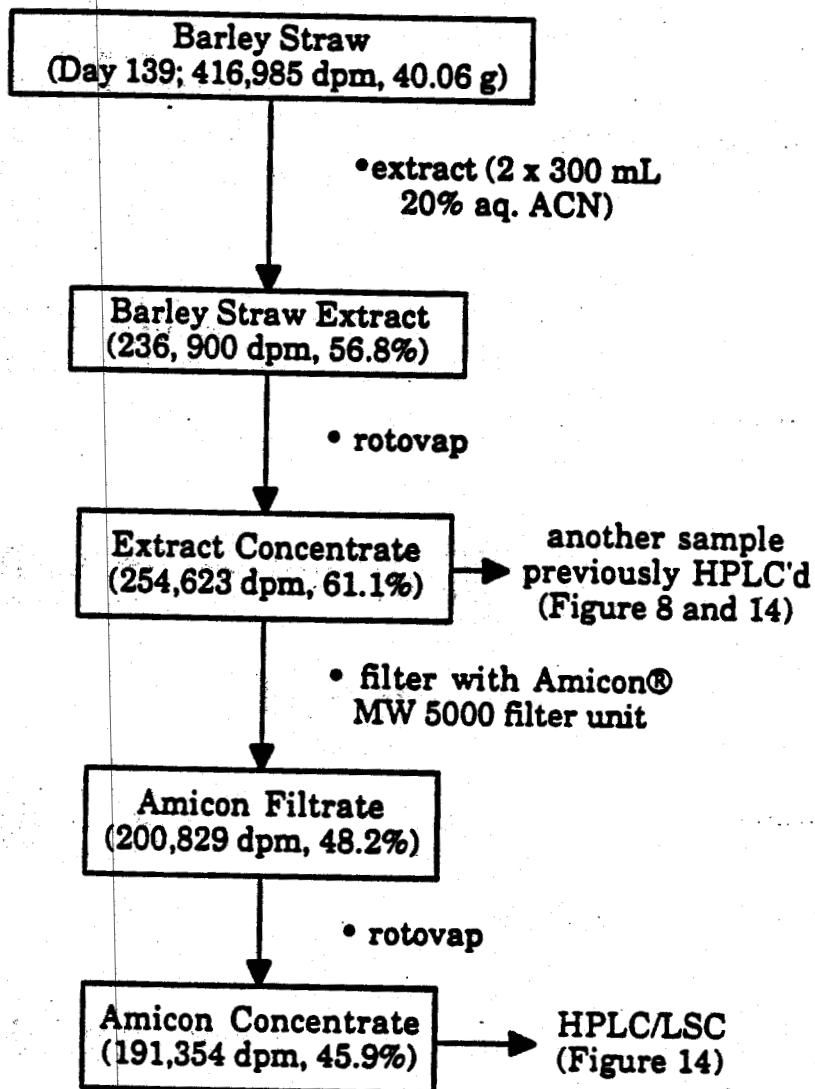 Barley Straw
(Day 139; 416,985 dpm, 40.06 g)
•extract (2 x 300 mL
20% aq. ACN)
Barley Straw Extract
(236, 900 dpm, 56.8%)
• rotovap
Extract Concentrate
(254,623 dpm, 61.1%)
another sample
previously HPLC'd
(Figure 8 and 14)
• filter with Amicon®
MW 5000 filter unit
Amicon Filtrate
(200,829 dpm, 48.2%)
• rotovap
Amicon Concentrate
(191,354 dpm, 45.9%)
HPLC/LSC
(Figure 14)